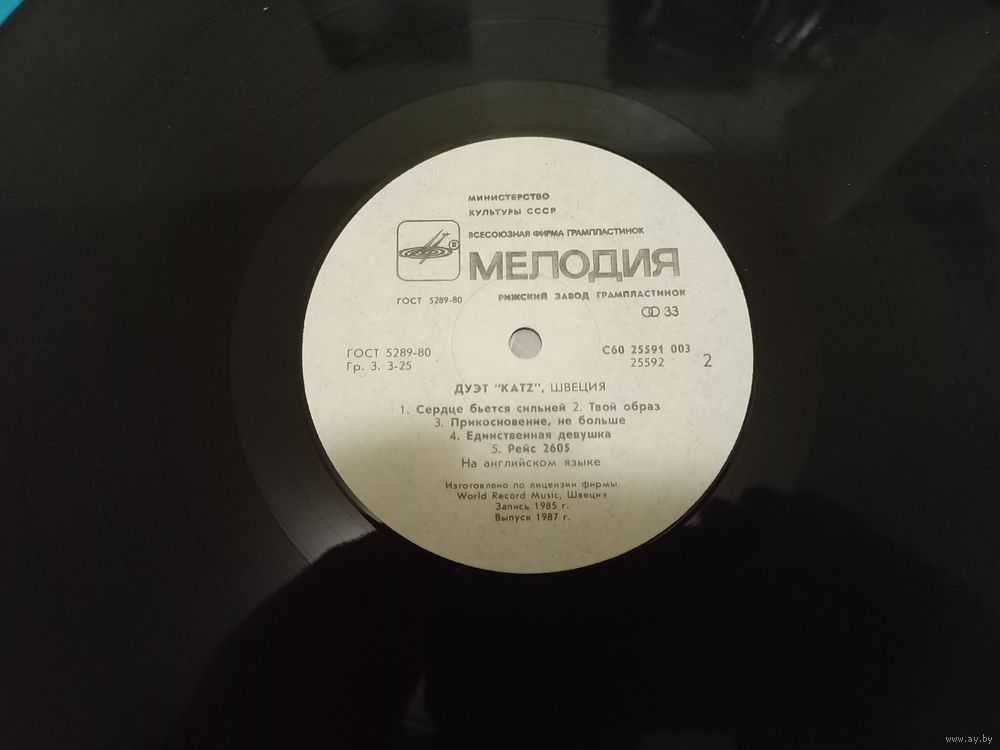 МИНИСТЕРСТВО
КУЛЬТУРЫ СССР
ВСЕСОЮЗНАЯ ФИРМА ГРАМПЛАСТИНОК
®
МЕЛОДИЯ
ГОСТ 5289-80 РИЖСКИЙ ЗАВОД ГРАМПЛАСТИНОК
33
ГОСТ 5289-80 С60 25591 003
Гр. 3. 3-25 25592 2
ДУЭТ "KATZ", ШВЕЦИЯ
1. Сердце бьется сильней 2. Твой образ
3. Прикосновение, не больше
4. Единственная девушка
5. Рейс 2605
На английском языке
Изготовлено по лицензии фирмы
World Record Music, Швеция
Запись 1985 г.
Выпуск 1987 г.
www.ay.by